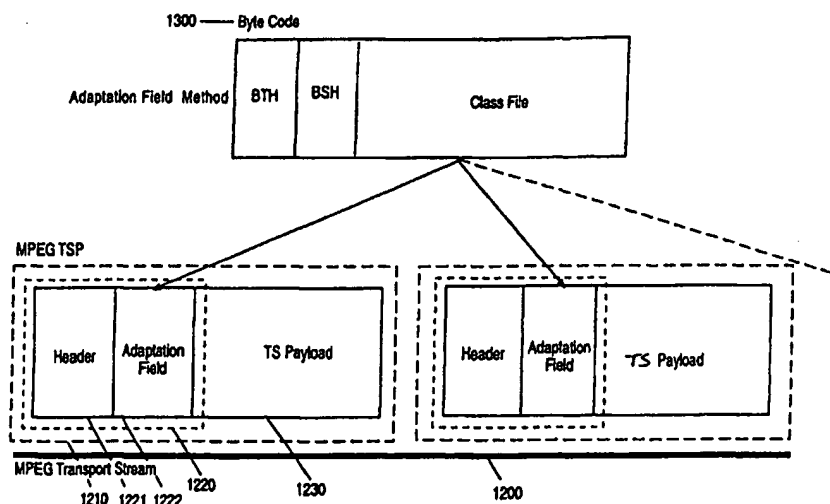 1300 Byte Code
Adaptation Field Method
BTH
BSH
Class File
MPEG TSP
Header
Adaptation
Field
TS Payload
Header
Adaptation
Field
TS Payload
MPEG Transport Stream
1210 1221 1222 1220 1230 1200